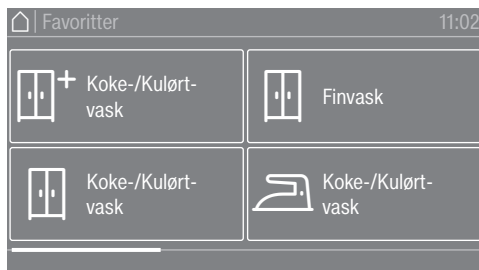 Favoritter 11:02
Koke-/Kulørt-
vask
Finvask
Koke-/Kulørt-
vask
Koke-/Kulørt-
vask